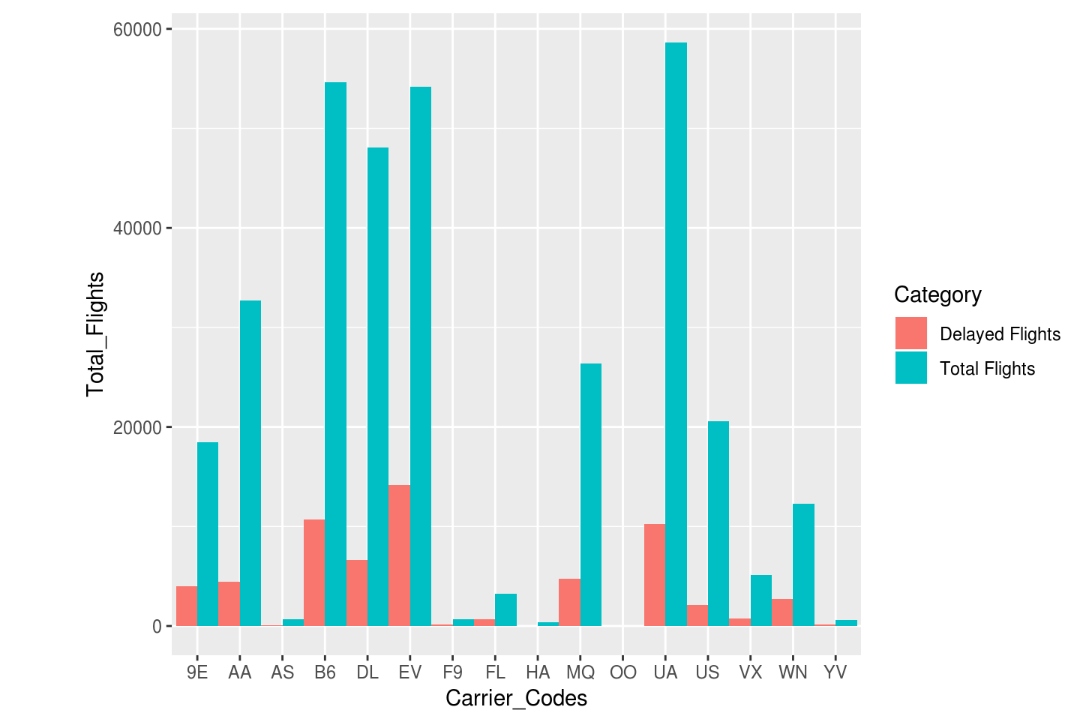 60000
40000
20000
0
Total_Flights
9E AA AS B6 DL EV F9 FL HA MQ OO UA US VX WN YV
Carrier_Codes
Category
Delayed Flights
Total Flights